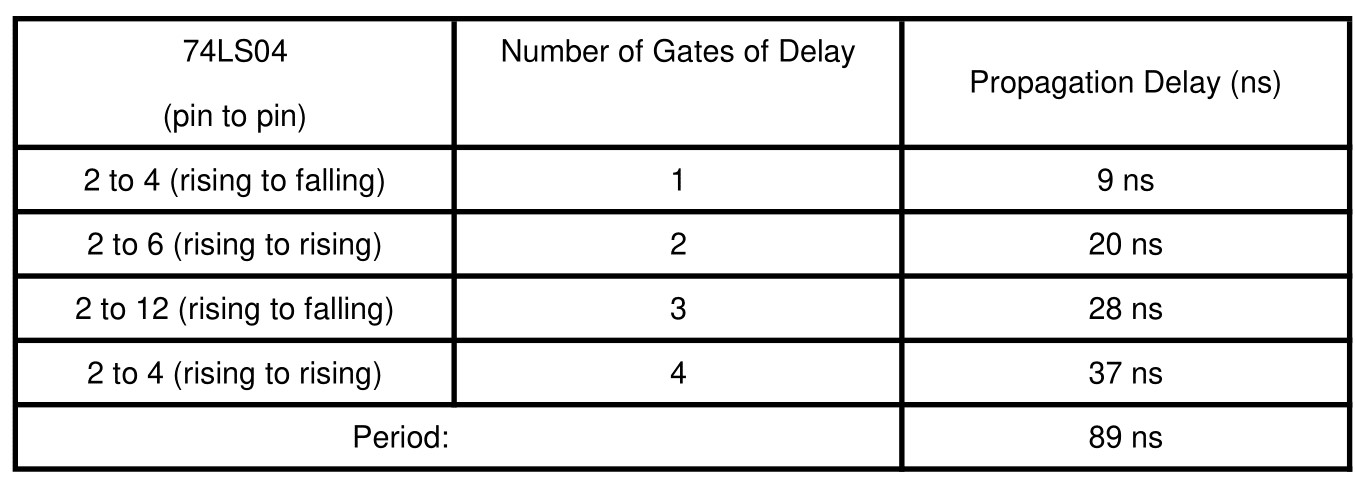 74LS04
(pin to pin)
Number of Gates of Delay
Propagation Delay (ns)
2 to 4 (rising to falling)
1
9 ns
2 to 6 (rising to rising)
2
20 ns
2 to 12 (rising to falling)
3
28 ns
2 to 4 (rising to rising)
4
37 ns
Period:
89 ns